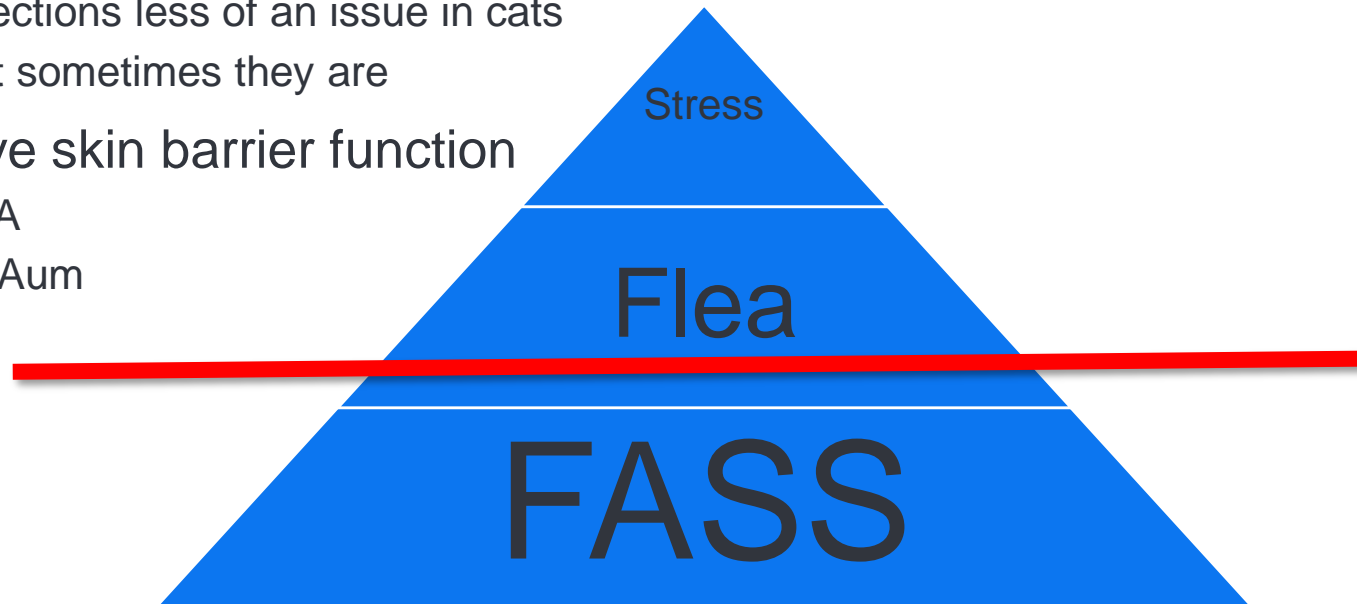 ections less of an issue in cats
t sometimes they are
ve skin barrier function
A
Aum
Stress
Flea
FASS